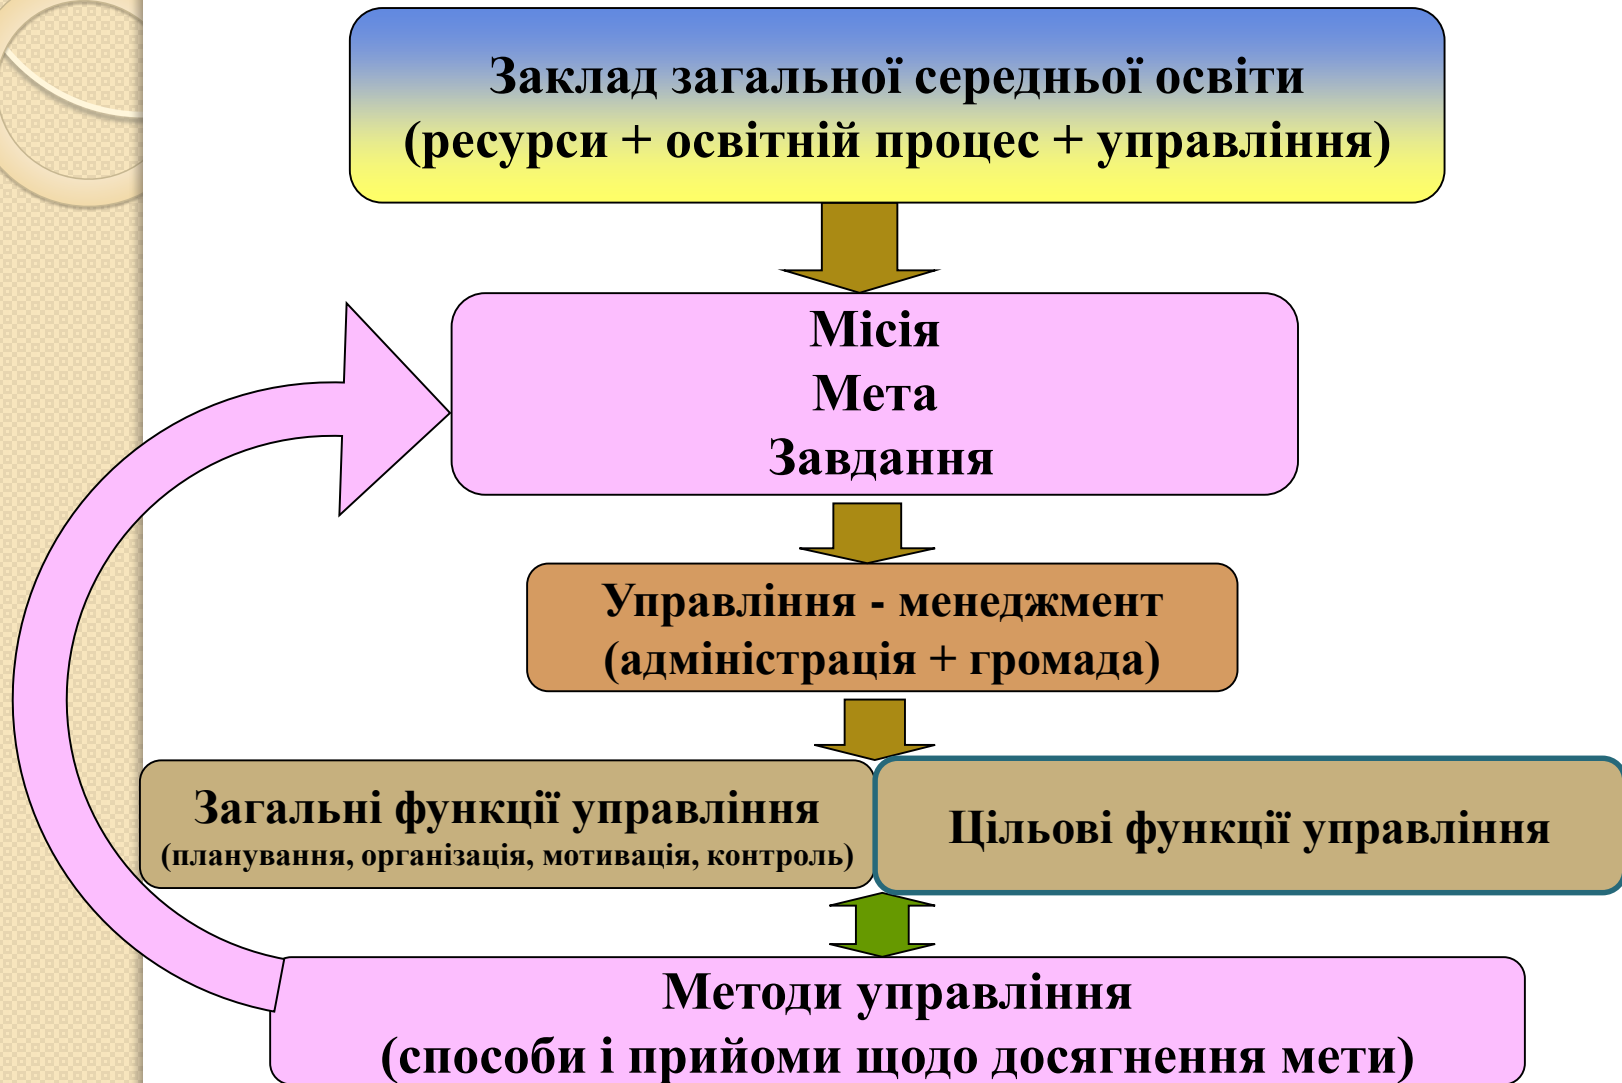 Заклад загальної середньої освіти
(ресурси + освітній процес + управління)
Місія
Мета
Завдання
Управління - менеджмент
(адміністрація + громада)
Загальні функції управління
(планування, організація, мотивація, контроль)
Цільові функції управління
Методи управління
(способи і прийоми щодо досягнення мети)